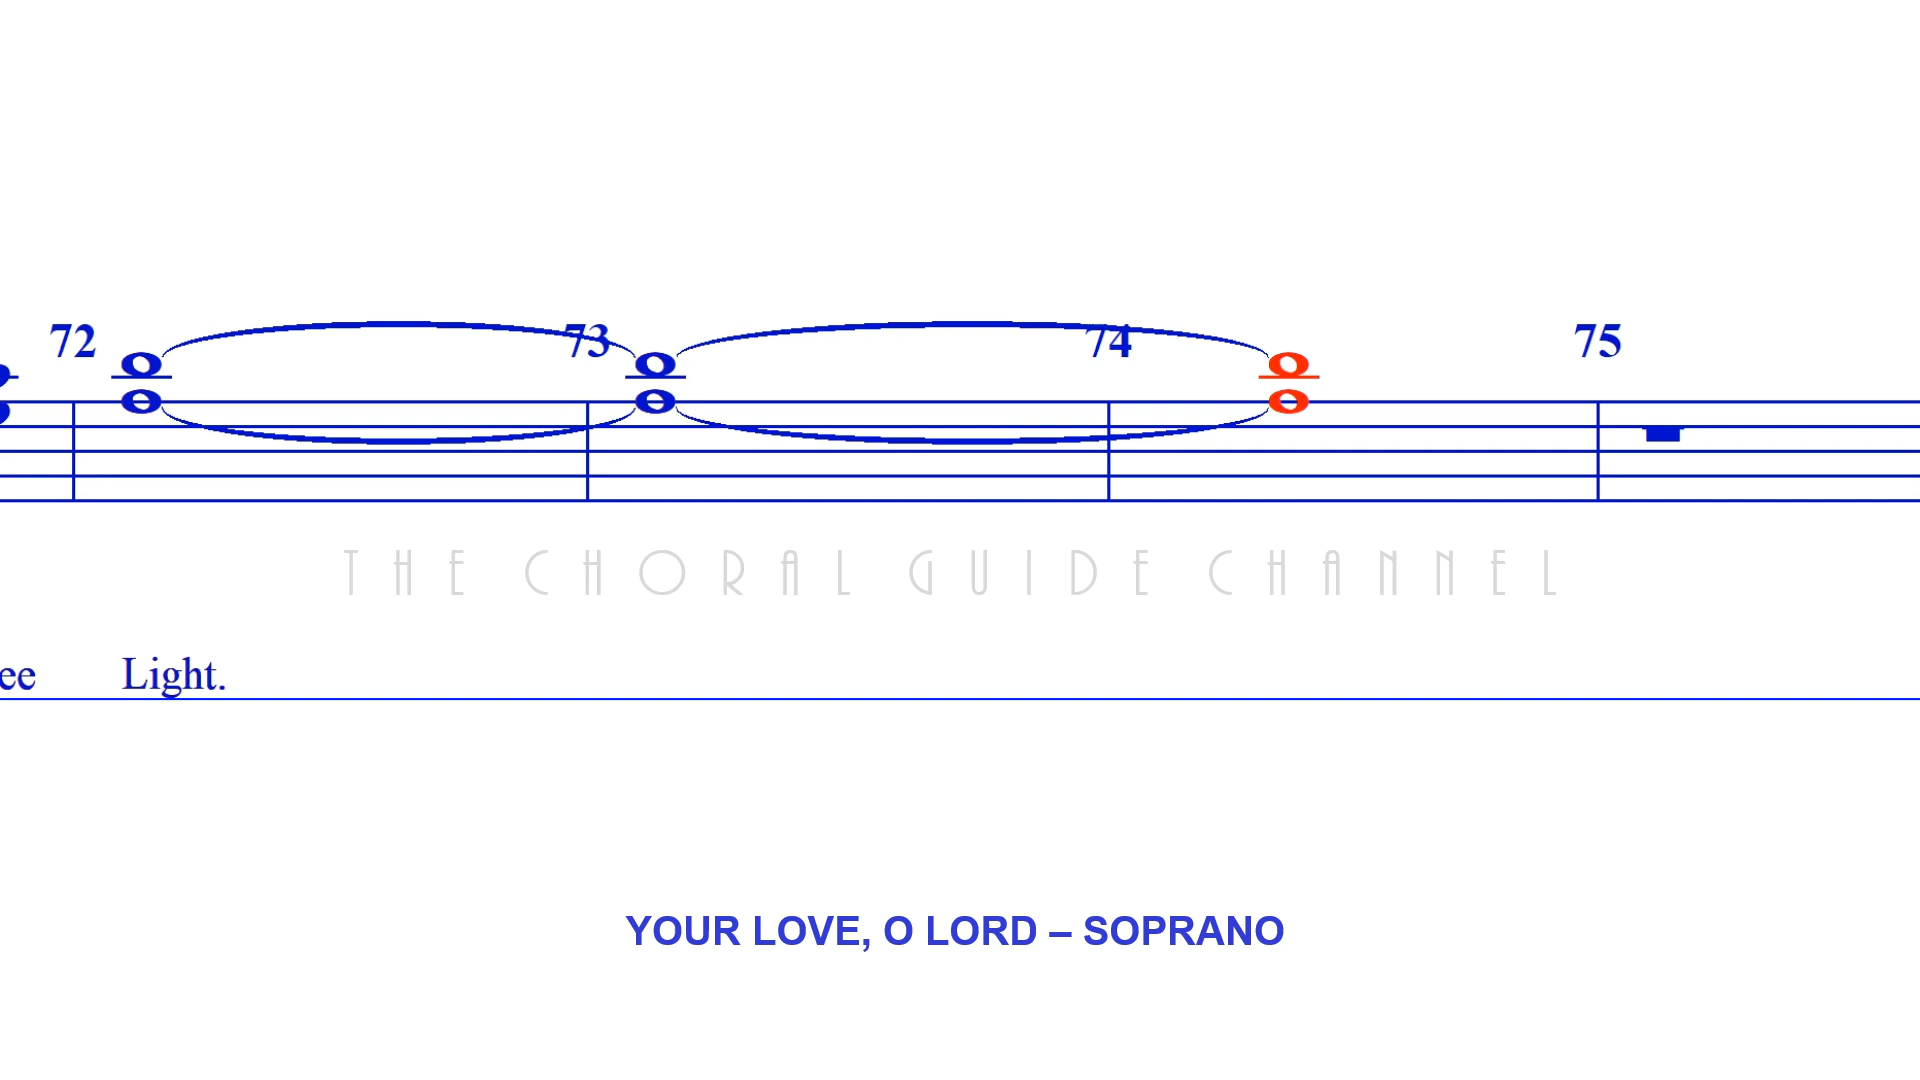 72 73 74 75
THE CHORAL GUIDE CHANNEL
ee Light.
YOUR LOVE, O LORD – SOPRANO